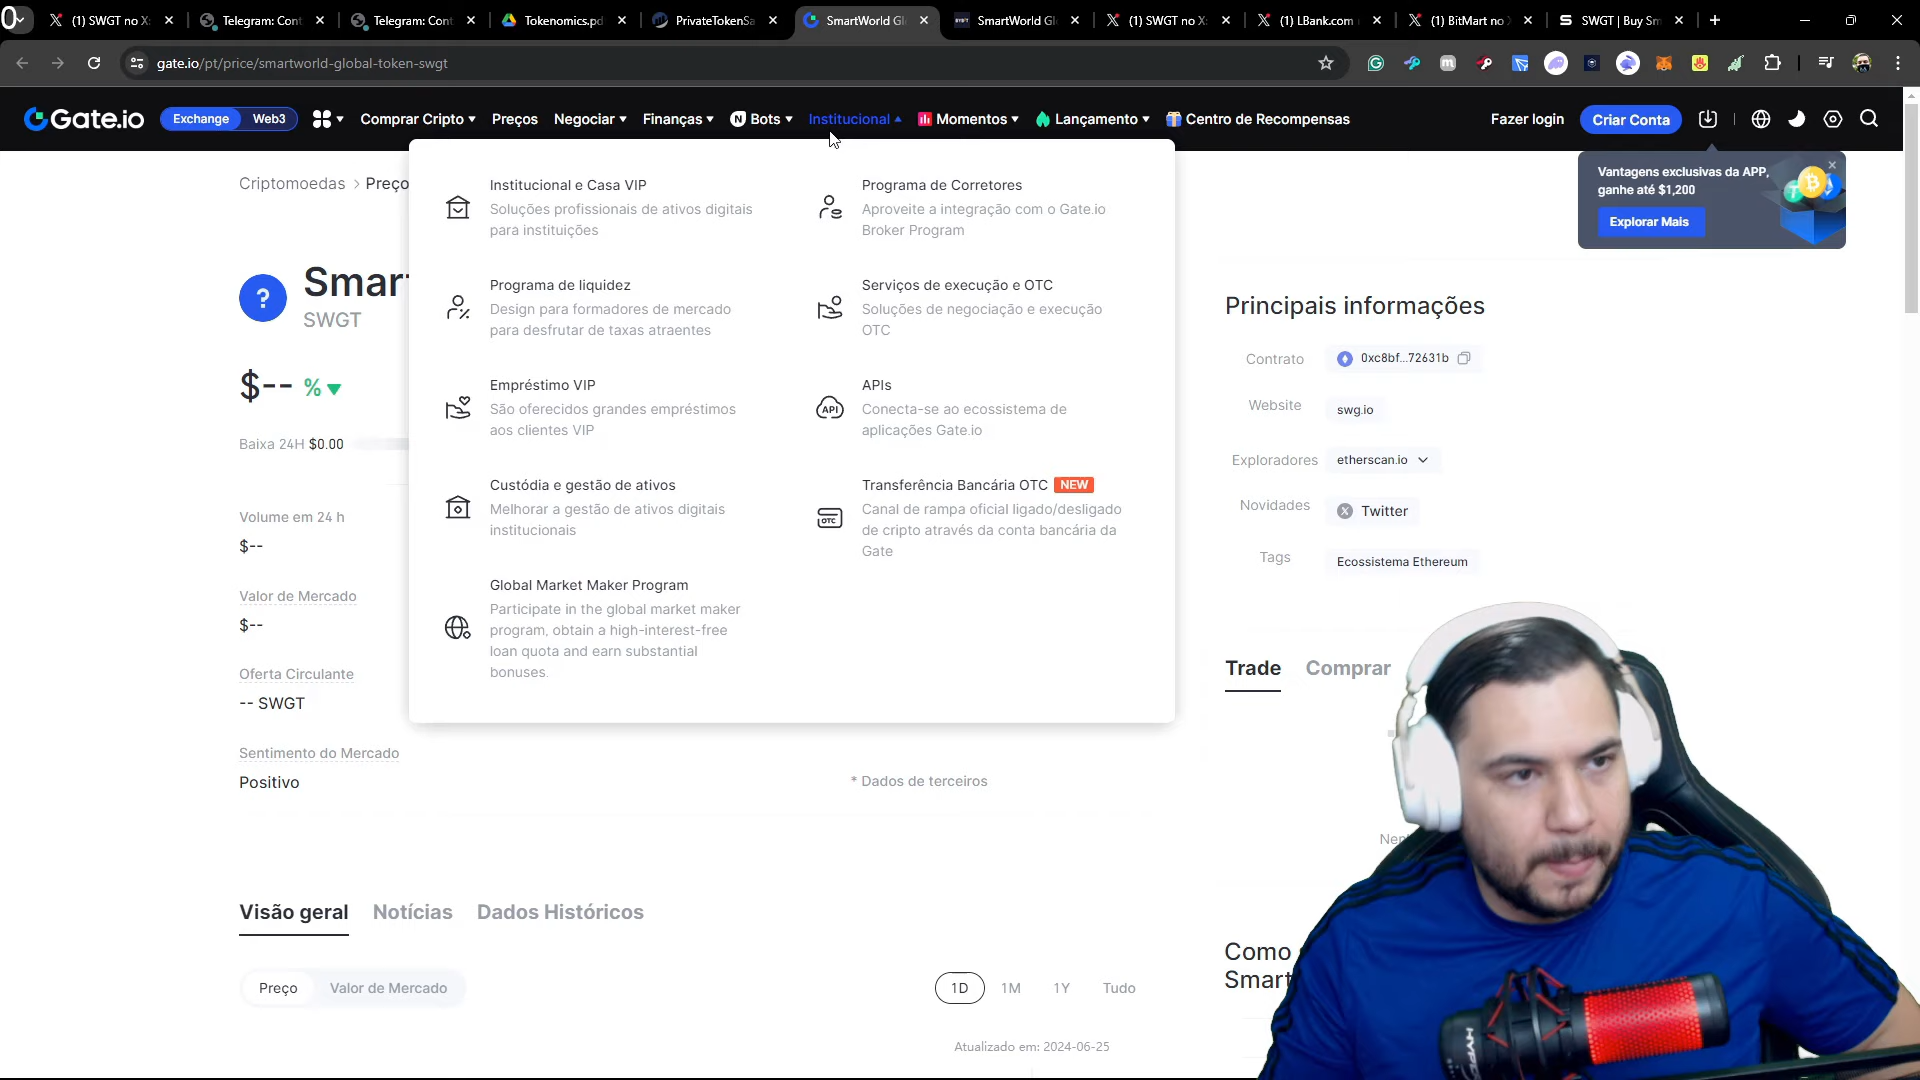 (1) SWGT no X
Telegram: Cont
Telegram: Cont
Tokenomics.pd
PrivateTokenSa
SmartWorld Gl
SmartWorld Gl
(1) SWGT no X
(1) LBank.com
(1) BitMart no X
SWGT | Buy Sm
gate.io/pt/price/smartworld-global-token-swgt
Gate.io
Exchange
Web3
Comprar Cripto
Preços
Negociar
Finanças
Bots
Institucional
Momentos
Lançamento
Centro de Recompensas
Fazer login
Criar Conta
Criptomoedas > Preço
Smar
SWGT
$-- %
Baixa 24H $0.00
Volume em 24 h
$--
Valor de Mercado
$--
Oferta Circulante
-- SWGT
Sentimento do Mercado
Positivo
Institucional e Casa VIP
Soluções profissionais de ativos digitais
para instituições
Programa de liquidez
Design para formadores de mercado
para desfrutar de taxas atraentes
Empréstimo VIP
São oferecidos grandes empréstimos
aos clientes VIP
Custódia e gestão de ativos
Melhorar a gestão de ativos digitais
institucionais
Global Market Maker Program
Participate in the global market maker
program, obtain a high-interest-free
loan quota and earn substantial
bonuses.
Programa de Corretores
Aproveite a integração com o Gate.io
Broker Program
Serviços de execução e OTC
Soluções de negociação e execução
OTC
API
APIs
Conecta-se ao ecossistema de
aplicações Gate.io
OTC
Transferência Bancária OTC NEW
Canal de rampa oficial ligado/desligado
de cripto através da conta bancária da
Gate
* Dados de terceiros
Vantagens exclusivas da APP,
ganhe até $1,200
Explorar Mais
Principais informações
Contrato
0xc8bf...72631b
Website
swg.io
Exploradores
etherscan.io
Novidades
Twitter
Tags
Ecossistema Ethereum
Trade
Comprar
Nen
Visão geral
Notícias
Dados Históricos
Preço
Valor de Mercado
1D
1M
1Y
Tudo
Atualizado em: 2024-06-25
Como
Smart
HYPE